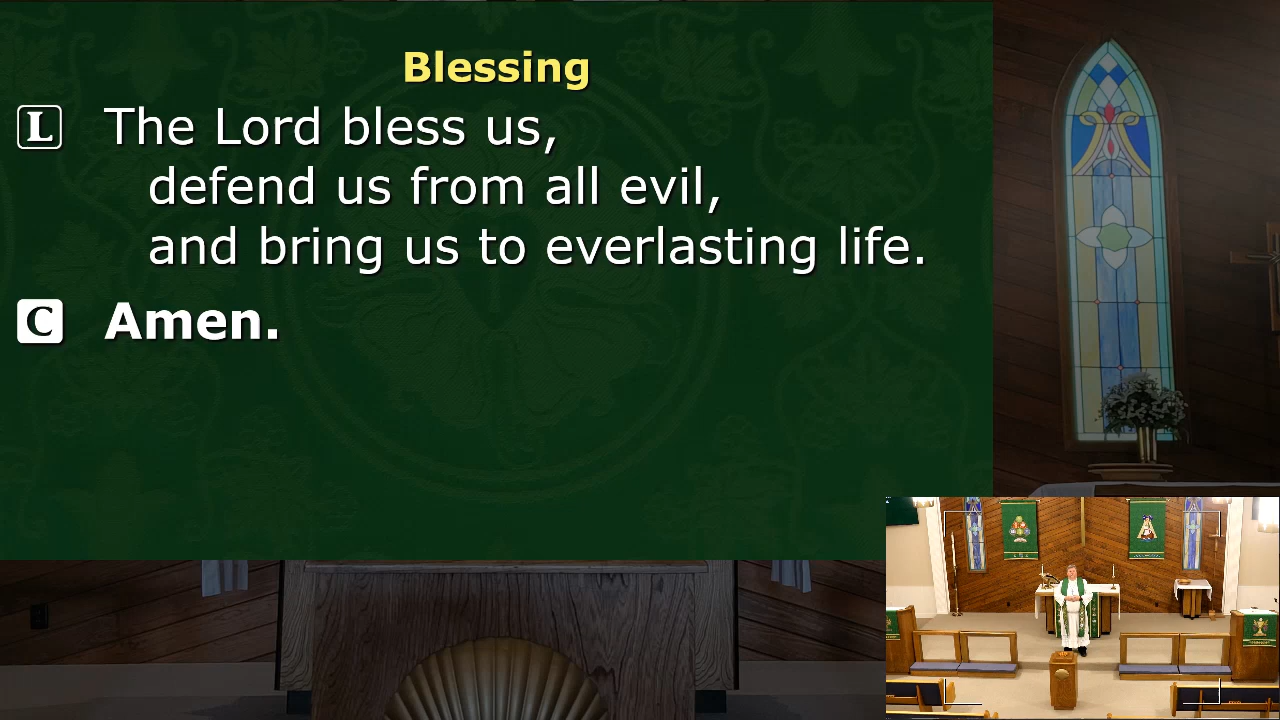 Blessing
L The Lord bless us,
defend us from all evil,
and bring us to everlasting life.
C Amen.